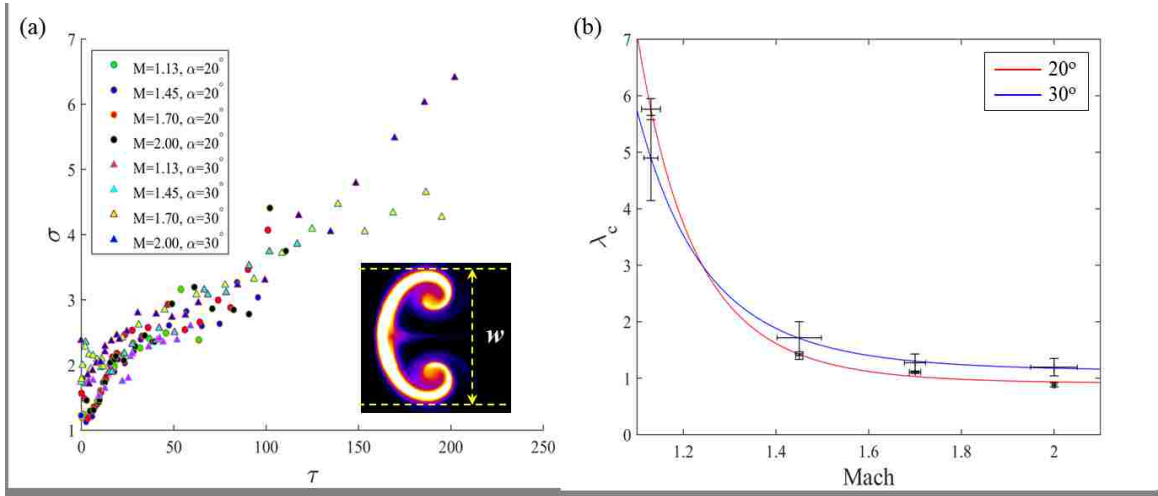 (a)
7
6
5
4
3
2
1
σ
M=1.13, α=20°
M=1.45, α=20°
M=1.70, α=20°
M=2.00, α=20°
M=1.13, α=30°
M=1.45, α=30°
M=1.70, α=30°
M=2.00, α=30°
w
0 50 100 150 200 250
τ
(b)
7
6
5
4
3
2
1
0
λc
20°
30°
1.2 1.4 1.6 1.8 2
Mach